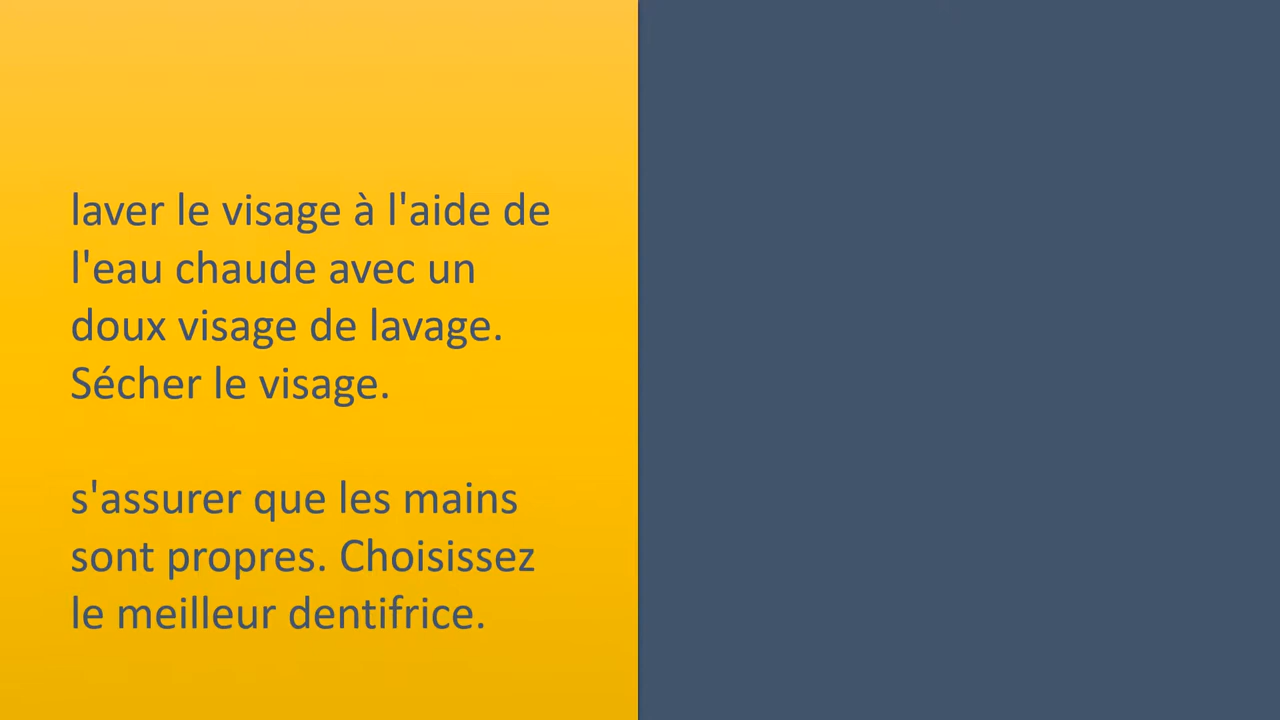 laver le visage à l'aide de
l'eau chaude avec un
doux visage de lavage.
Sécher le visage.
s'assurer que les mains
sont propres. Choisissez
le meilleur dentifrice.